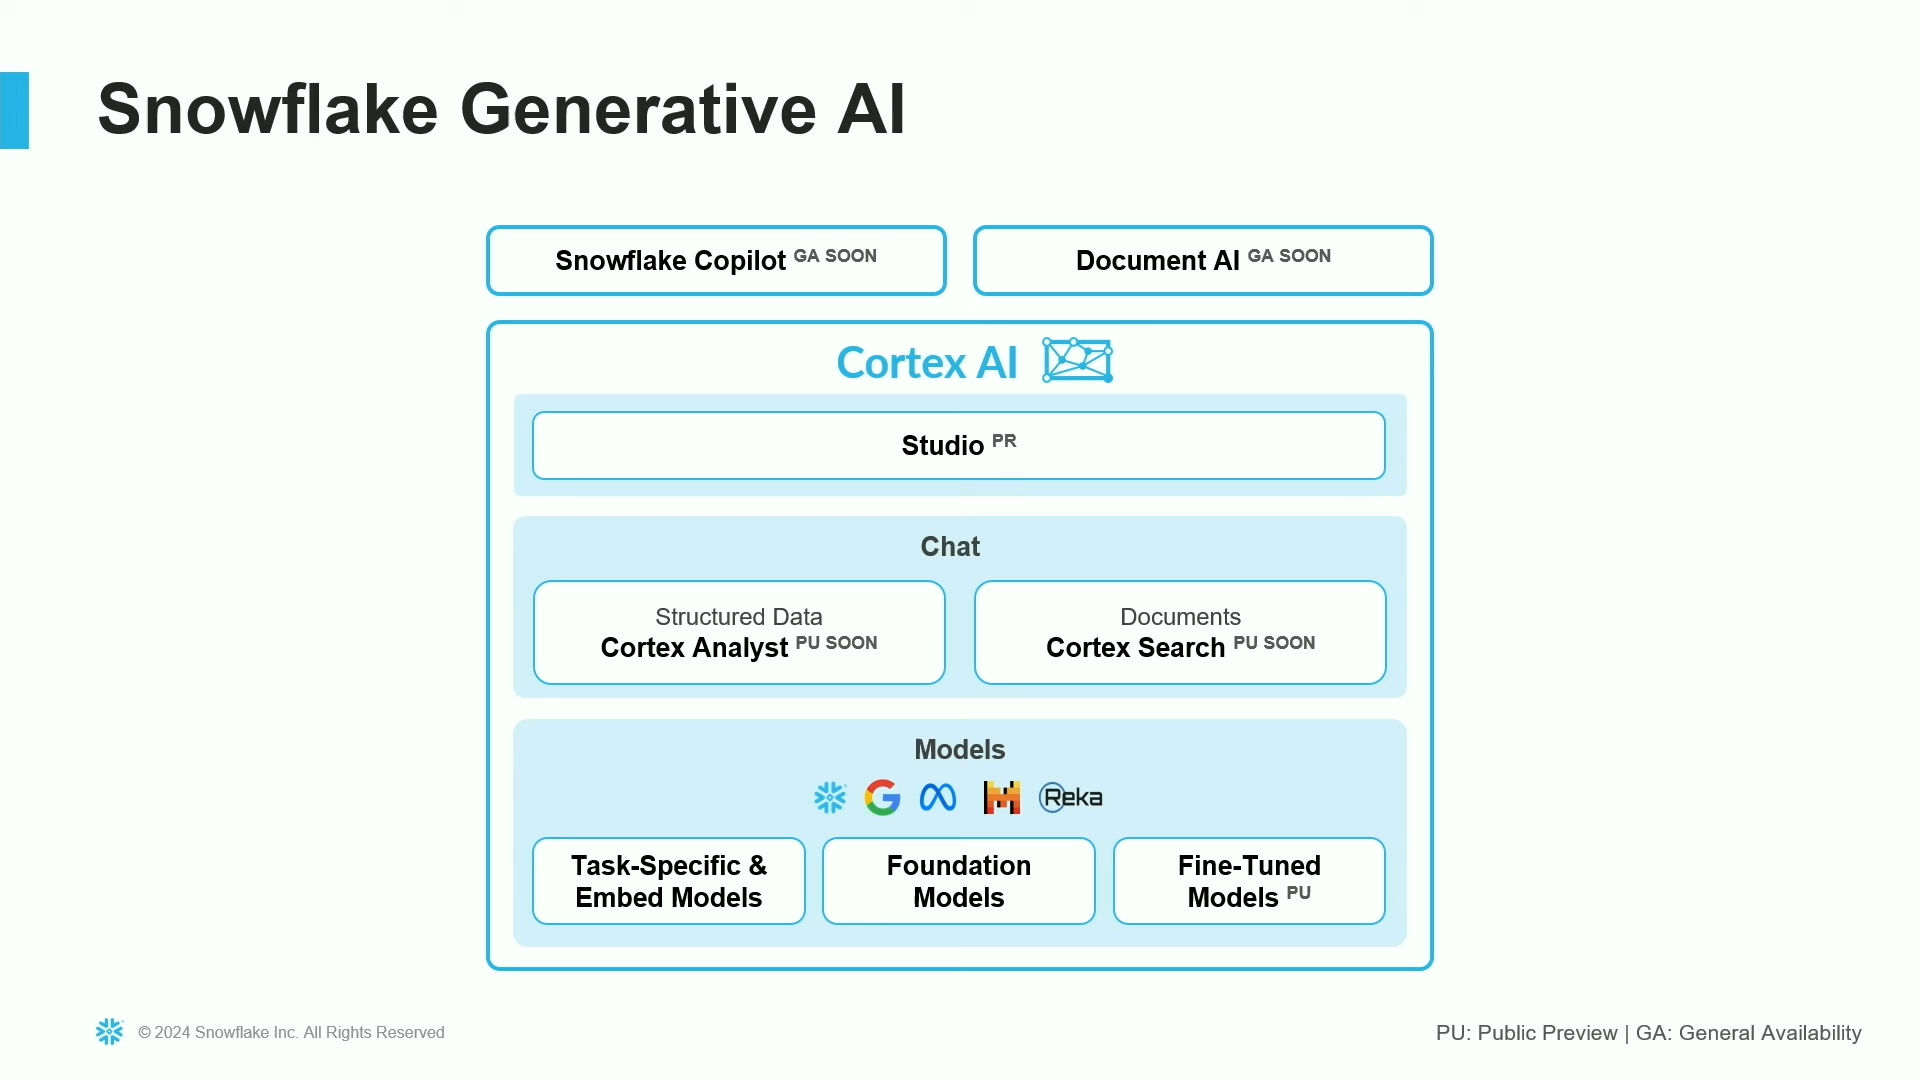 Snowflake Generative AI
Snowflake Copilot GA SOON
Document AI GA SOON
Cortex AI
Studio PR
Chat
Structured Data
Cortex Analyst PU SOON
Documents
Cortex Search PU SOON
Models
Reka
Task-Specific &
Embed Models
Foundation
Models
Fine-Tuned
Models PU
© 2024 Snowflake Inc. All Rights Reserved
PU: Public Preview | GA: General Availability